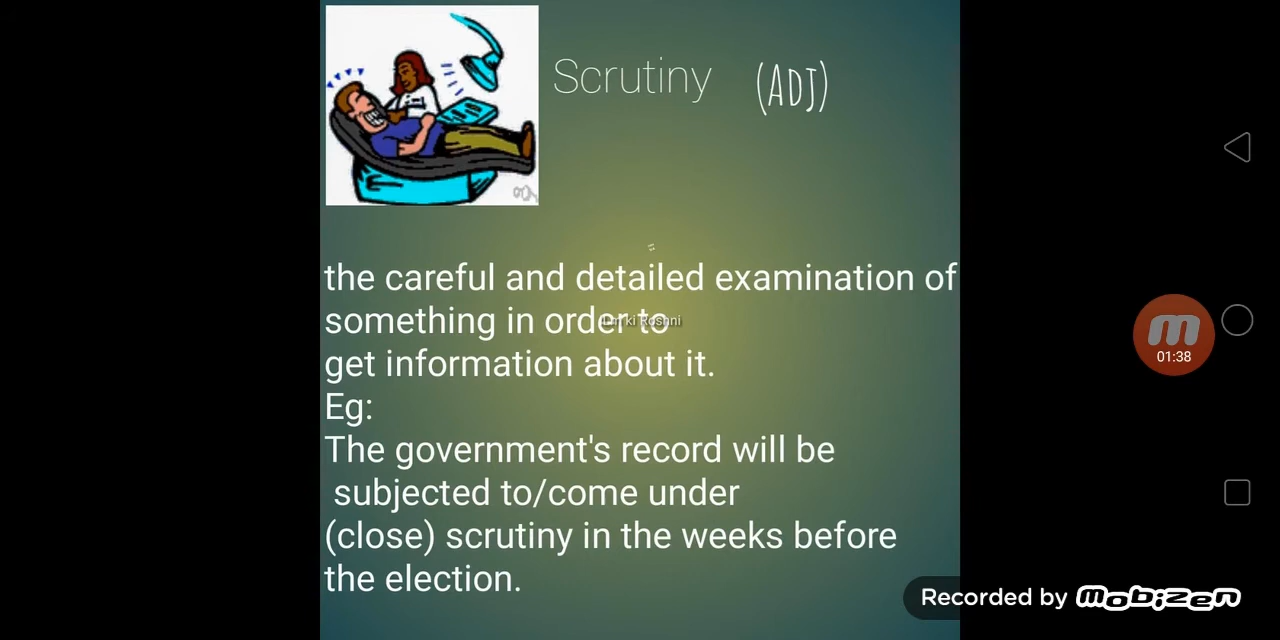 Scrutiny (ADJ)
the careful and detailed examination of
something in order to
get information about it.
Eg:
The government's record will be
subjected to/come under
(close) scrutiny in the weeks before
the election.
01:38
Recorded by Mobizen